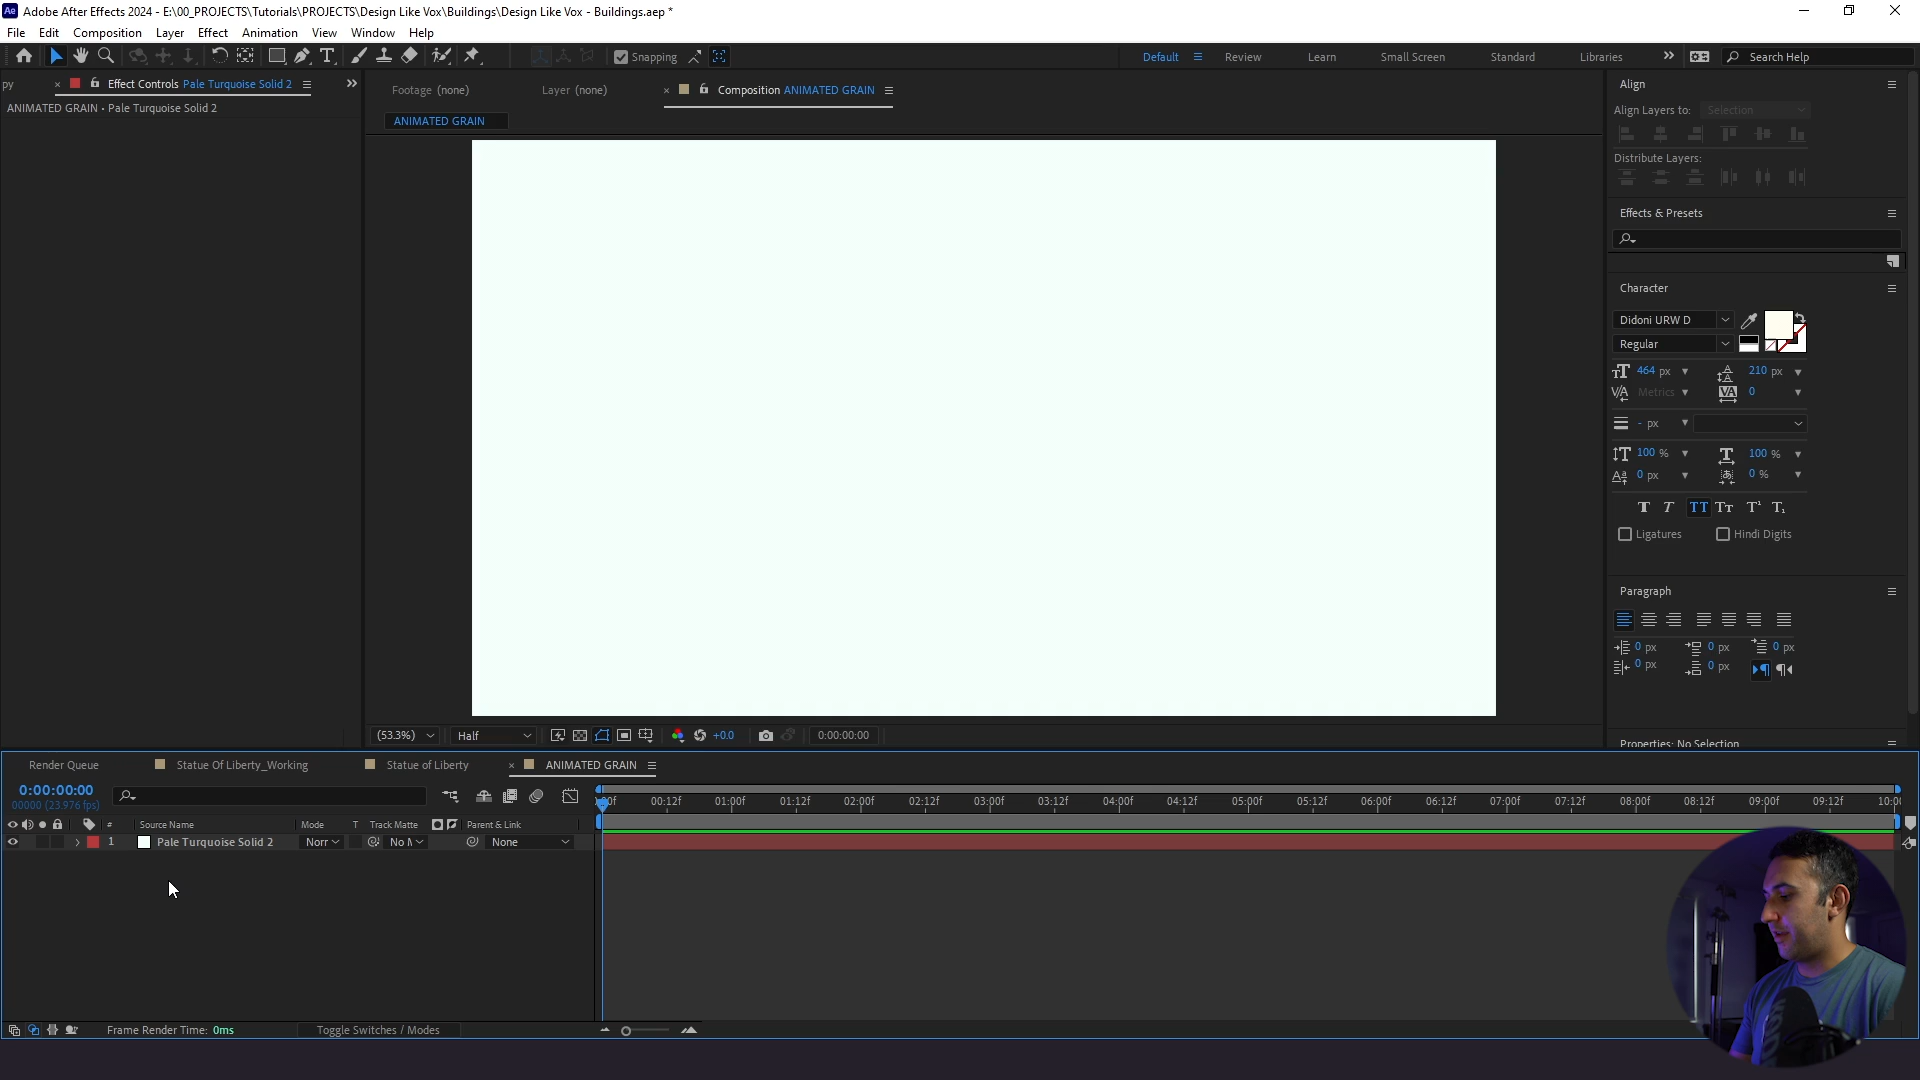 Ae Adobe After Effects 2024 - E:\00_PROJECTS\Tutorials\PROJECTS\Design Like Vox\Buildings\Design Like Vox - Buildings.aep *
File Edit Composition Layer Effect Animation View Window Help
Snapping Default Review Learn Small Screen Standard Libraries Search Help
py Effect Controls Pale Turquoise Solid 2
ANIMATED GRAIN • Pale Turquoise Solid 2
Footage (none) Layer (none) Composition ANIMATED GRAIN
ANIMATED GRAIN
Align
Align Layers to: Selection
Distribute Layers:
Effects & Presets
Character
Didoni URW D
Regular
464 px 210 px
Metrics 0
- px
100 % 100 %
0 px 0 %
Ligatures Hindi Digits
Paragraph
0 px 0 px 0 px
0 px 0 px
Properties: No Selection
(53.3%) Half +0.0 0:00:00:00
Render Queue Statue Of Liberty_Working Statue of Liberty ANIMATED GRAIN
0:00:00:00
00000 (23.976 fps)
00:12f 01:00f 01:12f 02:00f 02:12f 03:00f 03:12f 04:00f 04:12f 05:00f 05:12f 06:00f 06:12f 07:00f 07:12f 08:00f 08:12f 09:00f 09:12f
# Source Name Mode T Track Matte Parent & Link
1 Pale Turquoise Solid 2 Norr No M None
Frame Render Time: 0ms Toggle Switches / Modes